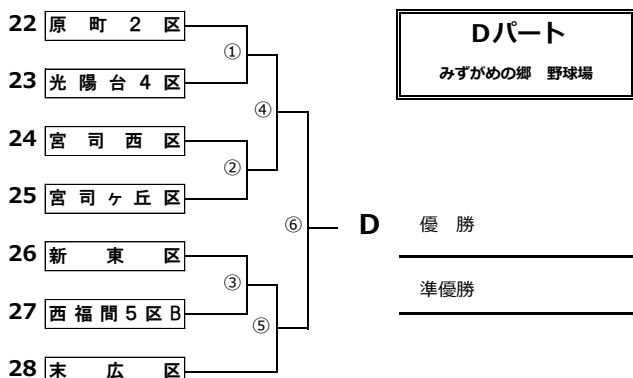 22 原町2区
①
23 光陽台4区
④
24 宮司西区
②
25 宮司ヶ丘区
⑥
26 新東区
③
27 西福間5区B
⑤
28 末広区
Dパート
みずがめの郷 野球場
D
優 勝
準優勝